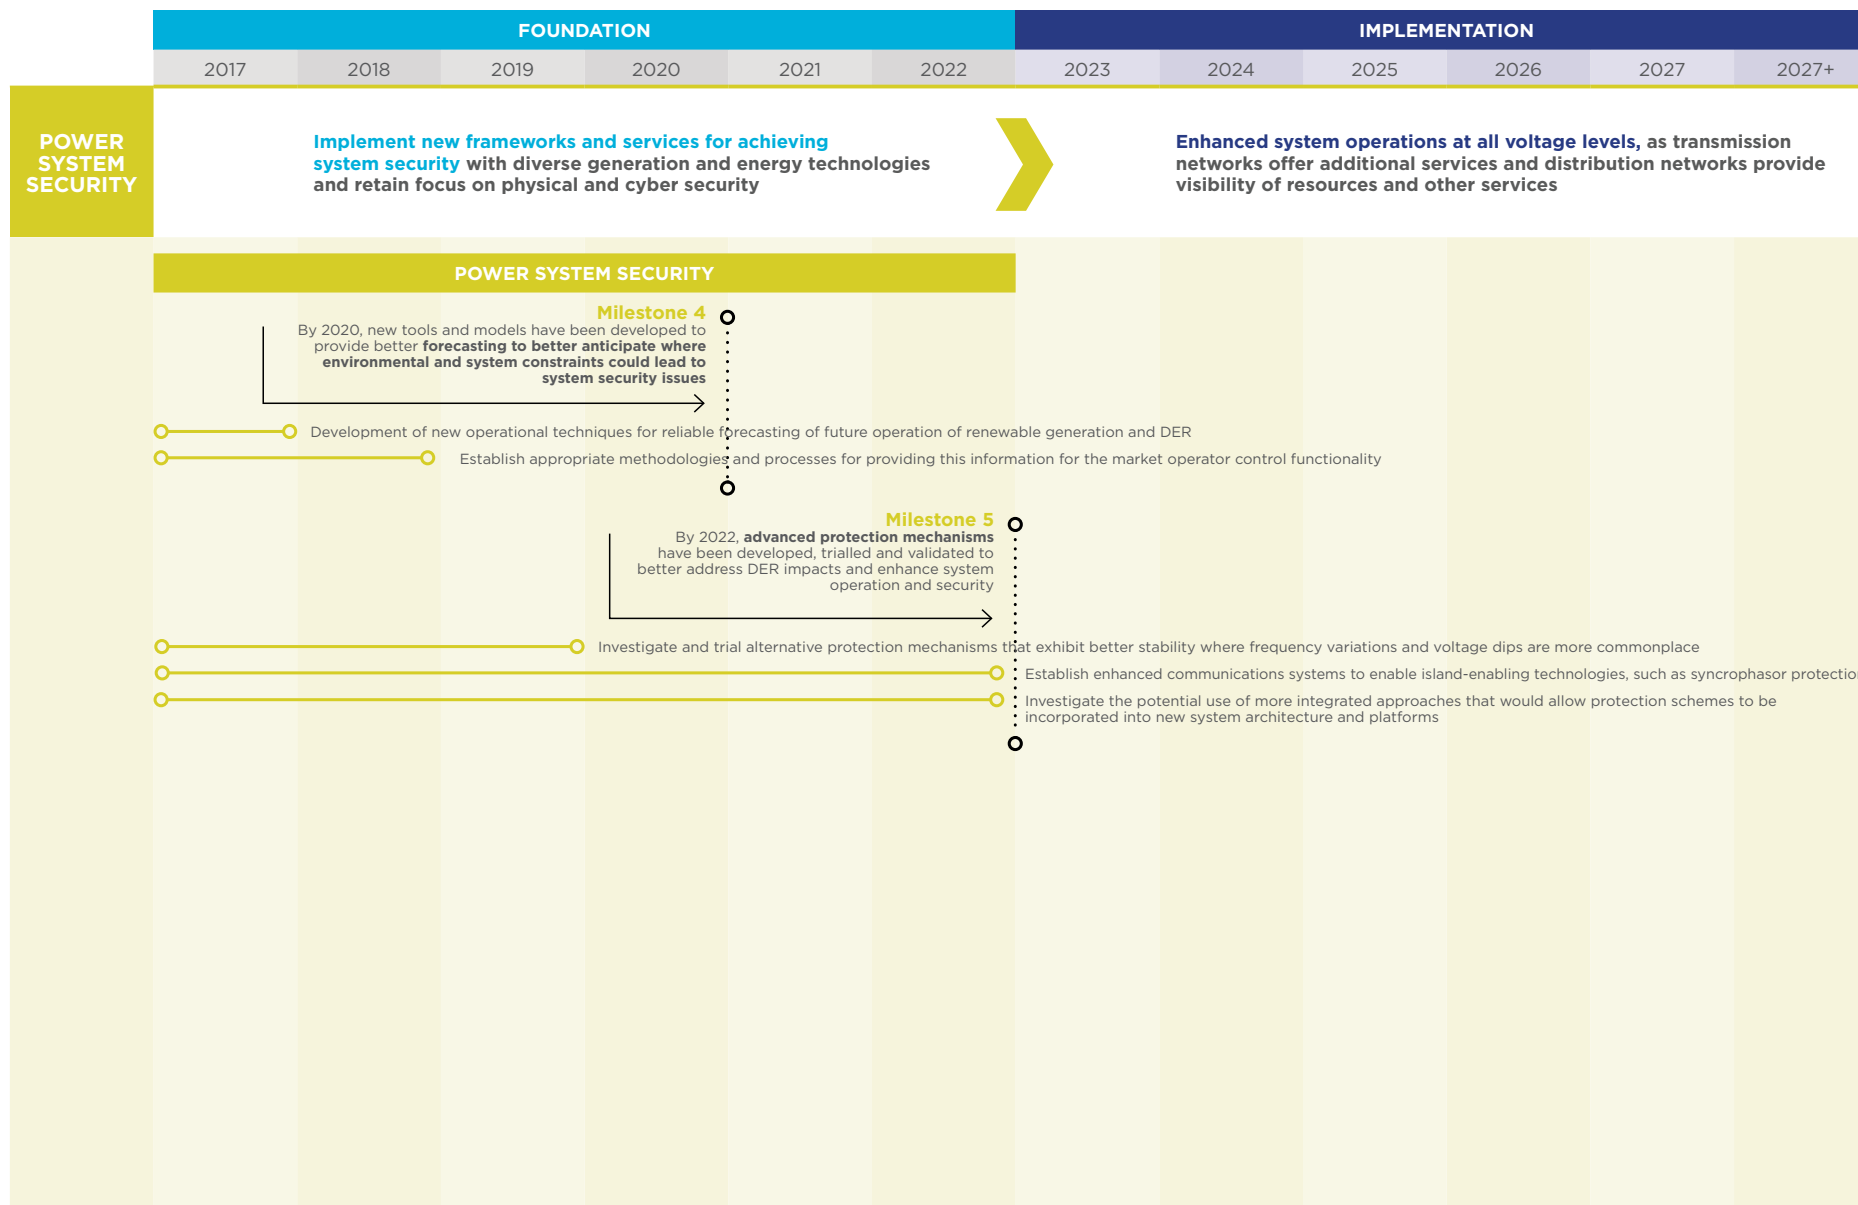 FOUNDATION
IMPLEMENTATION
2017 2018 2019 2020 2021 2022 2023 2024 2025 2026 2027 2027+
POWER
SYSTEM
SECURITY
Implement new frameworks and services for achieving
system security with diverse generation and energy technologies
and retain focus on physical and cyber security
Enhanced system operations at all voltage levels, as transmission
networks offer additional services and distribution networks provide
visibility of resources and other services
POWER SYSTEM SECURITY
Milestone 4
By 2020, new tools and models have been developed to
provide better forecasting to better anticipate where
environmental and system constraints could lead to
system security issues
Development of new operational techniques for reliable forecasting of future operation of renewable generation and DER
Establish appropriate methodologies and processes for providing this information for the market operator control functionality
Milestone 5
By 2022, advanced protection mechanisms
have been developed, trialled and validated to
better address DER impacts and enhance system
operation and security
Investigate and trial alternative protection mechanisms that exhibit better stability where frequency variations and voltage dips are more commonplace
Establish enhanced communications systems to enable island-enabling technologies, such as syncrophasor protectio
Investigate the potential use of more integrated approaches that would allow protection schemes to be
incorporated into new system architecture and platforms